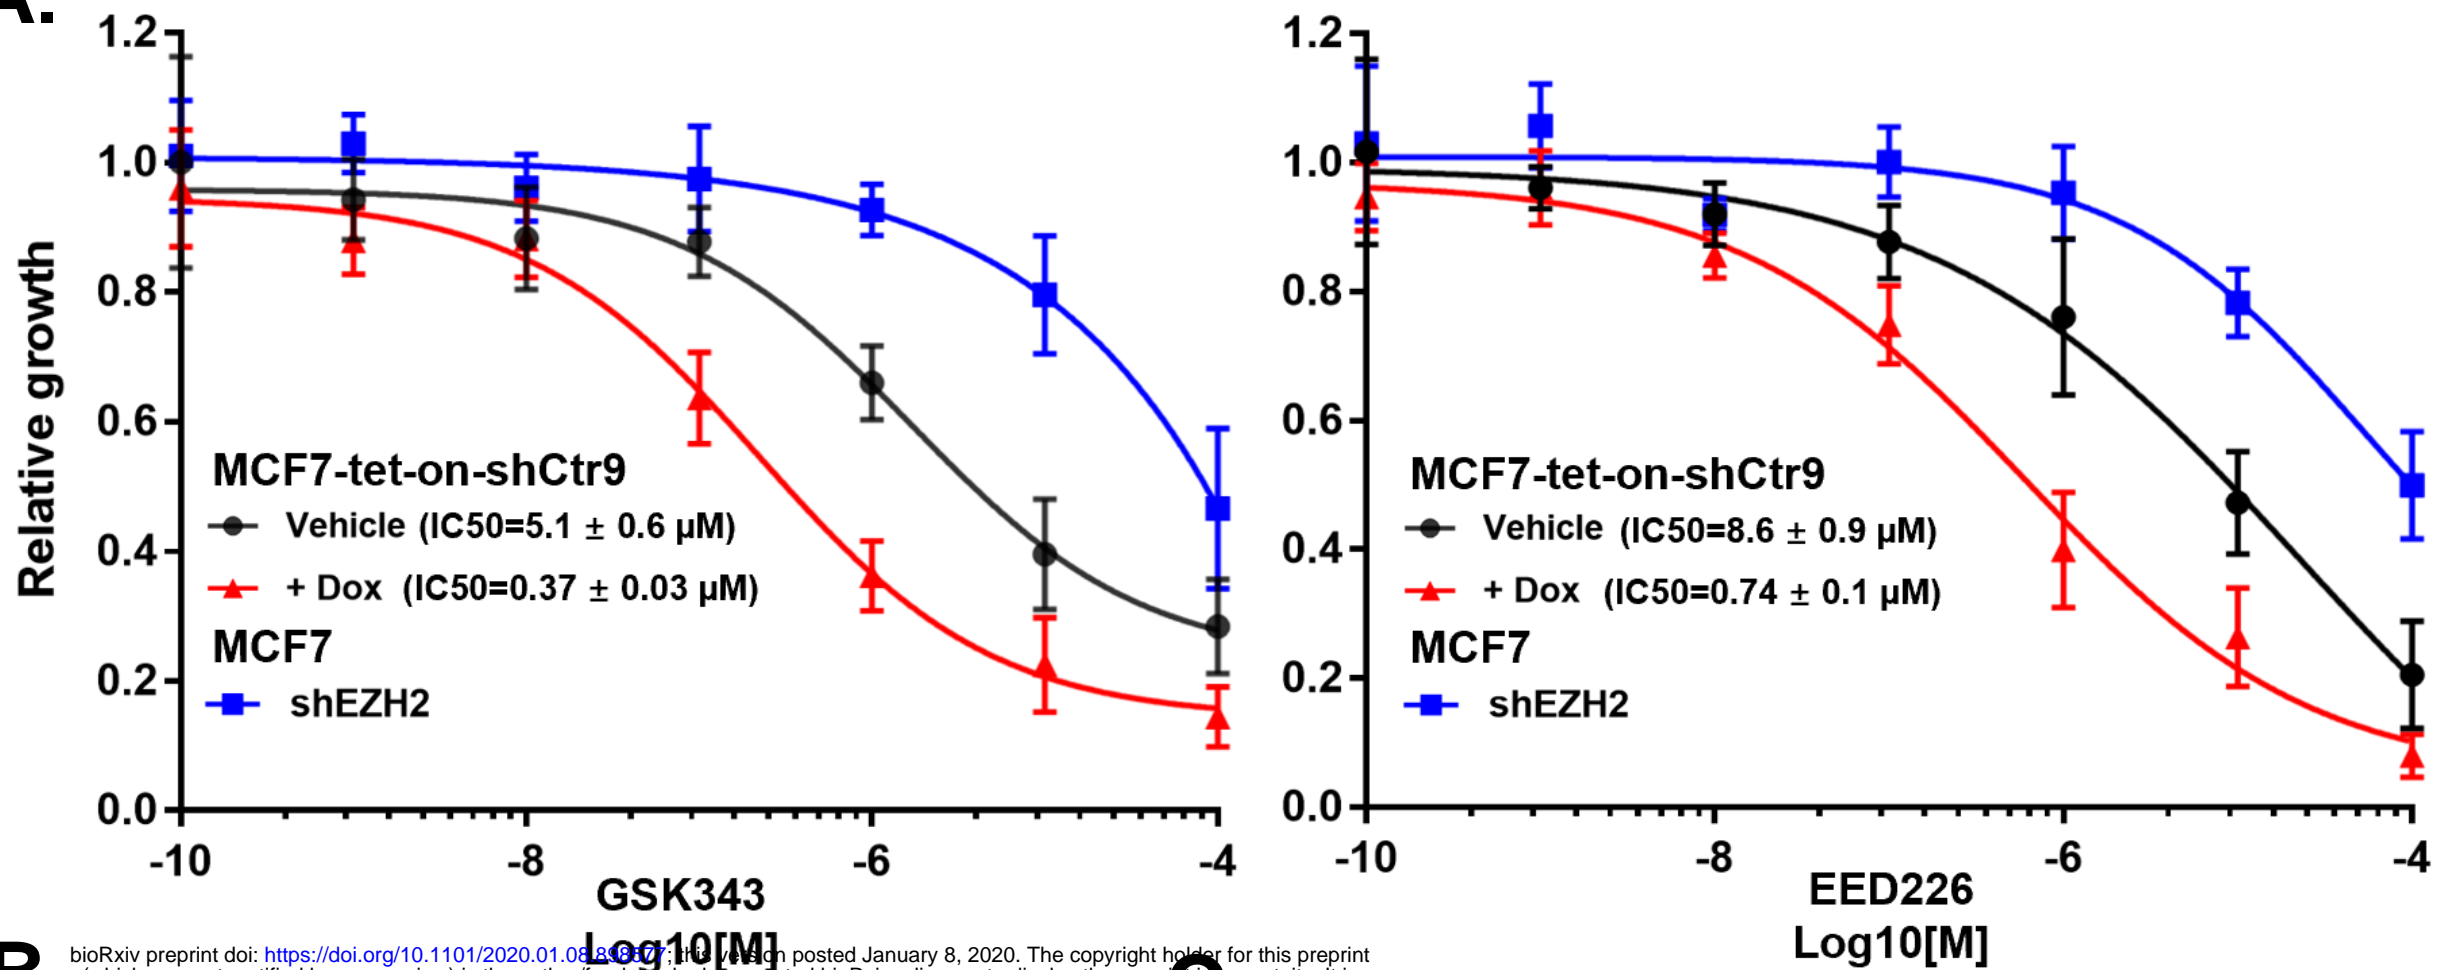 A.
1.2
1.0
0.8
0.6
0.4
0.2
0.0
Relative growth
MCF7-tet-on-shCtr9
Vehicle (IC50=5.1 ± 0.6 µM)
+ Dox (IC50=0.37 ± 0.03 µM)
MCF7
shEZH2
-10 -8 -6 -4
GSK343
Log10[M]
1.2
1.0
0.8
0.6
0.4
0.2
0.0
MCF7-tet-on-shCtr9
Vehicle (IC50=8.6 ± 0.9 µM)
+ Dox (IC50=0.74 ± 0.1 µM)
MCF7
shEZH2
-10 -8 -6 -4
EED226
Log10[M]
bioRxiv preprint doi: https://doi.org/10.1101/2020.01.08.898577; this version posted January 8, 2020. The copyright holder for this preprint